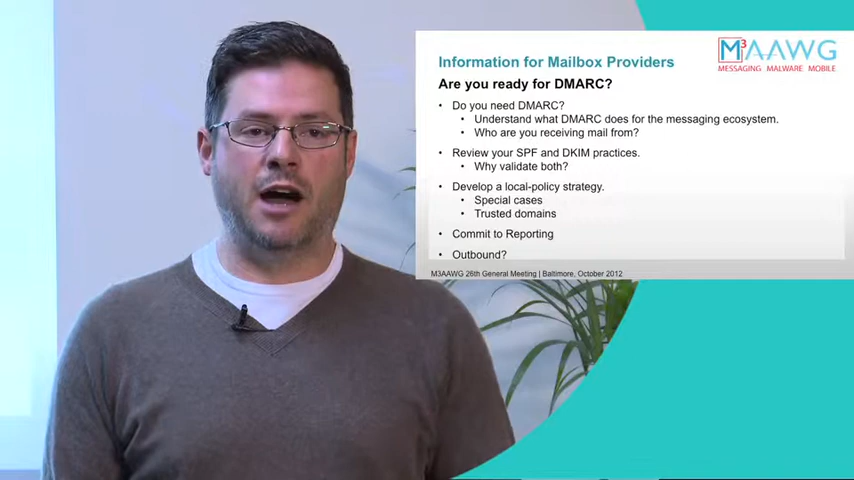 Information for Mailbox Providers
M3AAWG
MESSAGING MALWARE MOBILE
Are you ready for DMARC?
• Do you need DMARC?
• Understand what DMARC does for the messaging ecosystem.
• Who are you receiving mail from?
• Review your SPF and DKIM practices.
• Why validate both?
• Develop a local-policy strategy.
• Special cases
• Trusted domains
• Commit to Reporting
• Outbound?
M3AAWG 26th General Meeting | Baltimore, October 2012